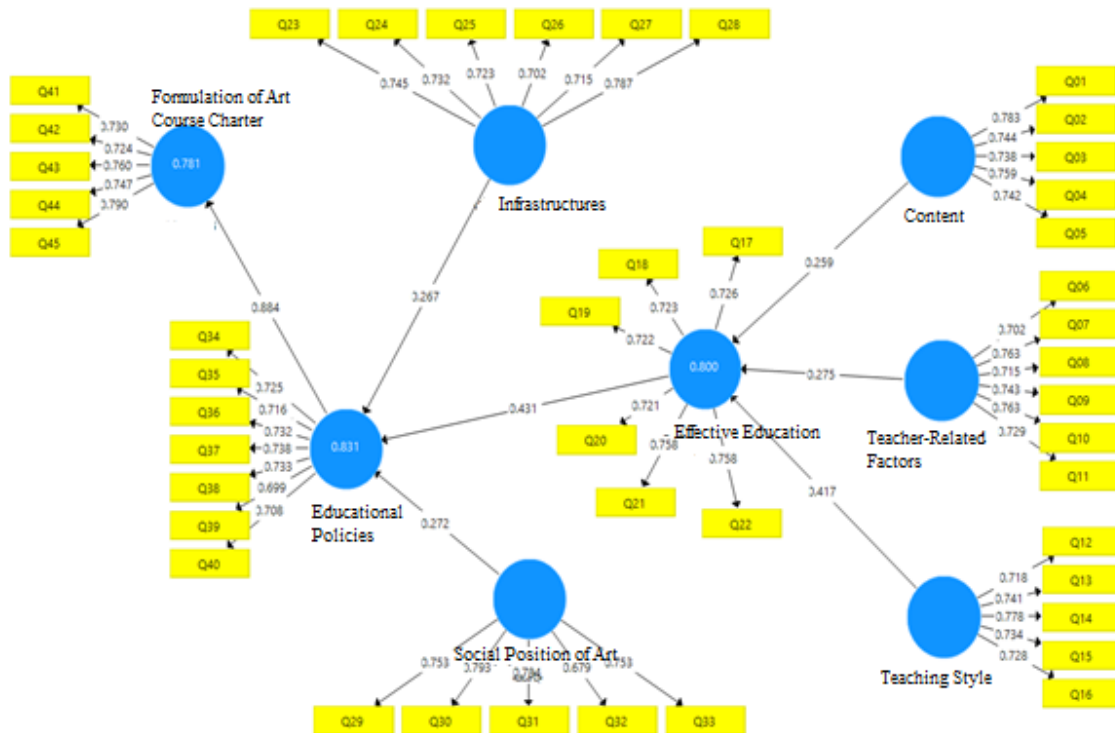 Q23
Q24
Q25
Q26
Q27
Q28
0.745
0.732
0.723
0.702
0.715
0.787
Infrastructures
Q41
Q42
Q43
Q44
Q45
Formulation of Art
Course Charter
0.730
0.724
0.760
0.747
0.790
0.781
0.884
0.267
Q01
Q02
Q03
Q04
Q05
0.783
0.744
0.738
0.759
0.742
Content
0.259
Q17
Q18
Q19
0.726
0.723
0.722
0.800
Effective Education
0.721
0.758
0.758
Q20
Q21
Q22
0.275
Q06
Q07
Q08
Q09
Q10
Q11
0.702
0.763
0.715
0.743
0.763
0.729
Teacher-Related
Factors
0.431
0.417
Q34
Q35
Q36
Q37
Q38
Q39
Q40
0.725
0.716
0.732
0.738
0.733
0.699
0.708
0.831
Educational
Policies
0.272
Social Position of Art
0.753
0.793
0.679
0.753
Q29
Q30
Q31
Q32
Q33
Q12
Q13
Q14
Q15
Q16
0.718
0.741
0.778
0.734
0.728
Teaching Style